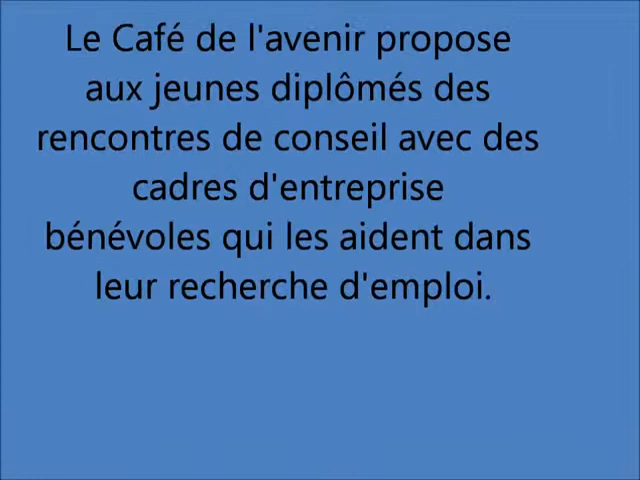 Le Café de l'avenir propose
aux jeunes diplômés des
rencontres de conseil avec des
cadres d'entreprise
bénévoles qui les aident dans
leur recherche d'emploi.